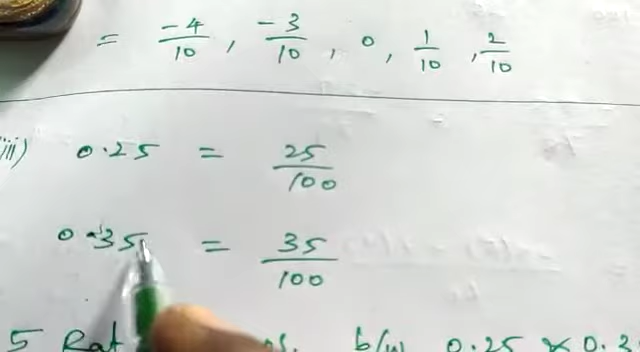 = -4/10, -3/10, 0, 1/10, 2/10
iii) 0.25 = 25/100
0.35 = 35/100
5 Rat b/w 0.25 & 0.3